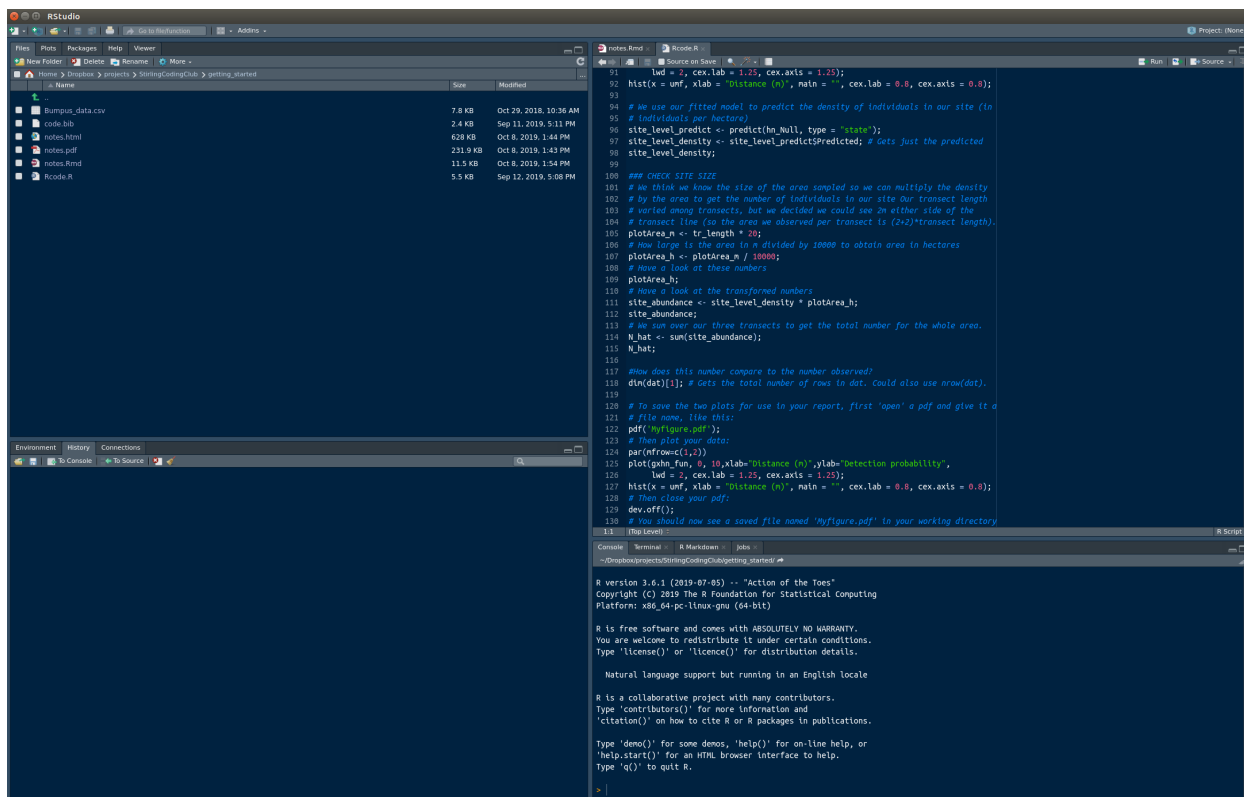 RStudio
Go to file/function
Addins
Project: (None
Files Plots Packages Help Viewer
New Folder Delete Rename More
Home Dropbox projects StirlingCodingClub getting_started ...
Name Size Modified
..
Bumpus_data.csv 7.8 KB Oct 29, 2018, 10:36 AM
code.bib 2.4 KB Sep 11, 2019, 5:11 PM
notes.html 628 KB Oct 8, 2019, 1:44 PM
notes.pdf 231.9 KB Oct 8, 2019, 1:43 PM
notes.Rmd 11.5 KB Oct 8, 2019, 1:54 PM
Rcode.R 5.5 KB Sep 12, 2019, 5:08 PM
Environment History Connections
To Console To Source
notes.Rmd Rcode.R
Source on Save Run Source
91 lwd = 2, cex.lab = 1.25, cex.axis = 1.25);
92 hist(x = umf, xlab = "Distance (m)", main = "", cex.lab = 0.8, cex.axis = 0.8);
93
94 # We use our fitted model to predict the density of individuals in our site (in
95 # individuals per hectare)
96 site_level_predict <- predict(hn_Null, type = "state");
97 site_level_density <- site_level_predict$Predicted; # Gets just the predicted
98 site_level_density;
99
100 ### CHECK SITE SIZE
101 # We think we know the size of the area sampled so we can multiply the density
102 # by the area to get the number of individuals in our site Our transect length
103 # varied among transects, but we decided we could see 2m either side of the
104 # transect line (so the area we observed per transect is (2+2)*transect length).
105 plotArea_m <- tr_length * 20;
106 # How large is the area in m divided by 10000 to obtain area in hectares
107 plotArea_h <- plotArea_m / 10000;
108 # Have a look at these numbers
109 plotArea_h;
110 # Have a look at the transformed numbers
111 site_abundance <- site_level_density * plotArea_h;
112 site_abundance;
113 # We sum over our three transects to get the total number for the whole area.
114 N_hat <- sum(site_abundance);
115 N_hat;
116
117 #How does this number compare to the number observed?
118 dim(dat)[1]; # Gets the total number of rows in dat. Could also use nrow(dat).
119
120 # To save the two plots for use in your report, first 'open' a pdf and give it a
121 # file name, like this:
122 pdf('Myfigure.pdf');
123 # Then plot your data:
124 par(mfrow=c(1,2))
125 plot(gxhn_fun, 0, 10,xlab="Distance (m)",ylab="Detection probability",
126 lwd = 2, cex.lab = 1.25, cex.axis = 1.25);
127 hist(x = umf, xlab = "Distance (m)", main = "", cex.lab = 0.8, cex.axis = 0.8);
128 # Then close your pdf:
129 dev.off();
130 # You should now see a saved file named 'Myfigure.pdf' in your working directory
1:1 (Top Level) R Script
Console Terminal R Markdown Jobs
~/Dropbox/projects/StirlingCodingClub/getting_started/
R version 3.6.1 (2019-07-05) -- "Action of the Toes"
Copyright (C) 2019 The R Foundation for Statistical Computing
Platform: x86_64-pc-linux-gnu (64-bit)
R is free software and comes with ABSOLUTELY NO WARRANTY.
You are welcome to redistribute it under certain conditions.
Type 'license()' or 'licence()' for distribution details.
Natural language support but running in an English locale
R is a collaborative project with many contributors.
Type 'contributors()' for more information and
'citation()' on how to cite R or R packages in publications.
Type 'demo()' for some demos, 'help()' for on-line help, or
'help.start()' for an HTML browser interface to help.
Type 'q()' to quit R.
>